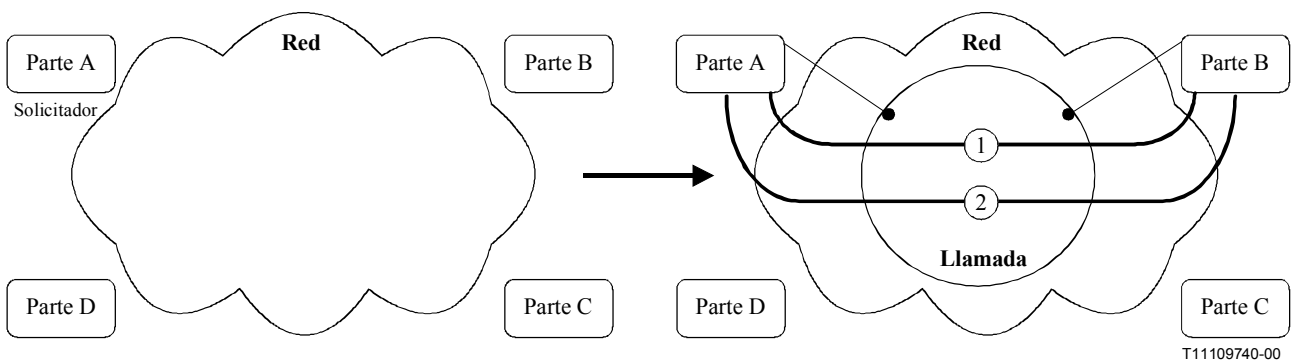 Parte A
Solicitador
Red
Parte B
Parte D
Parte C
Parte A
Red
Parte B
1
2
Llamada
Parte D
Parte C
T11109740-00